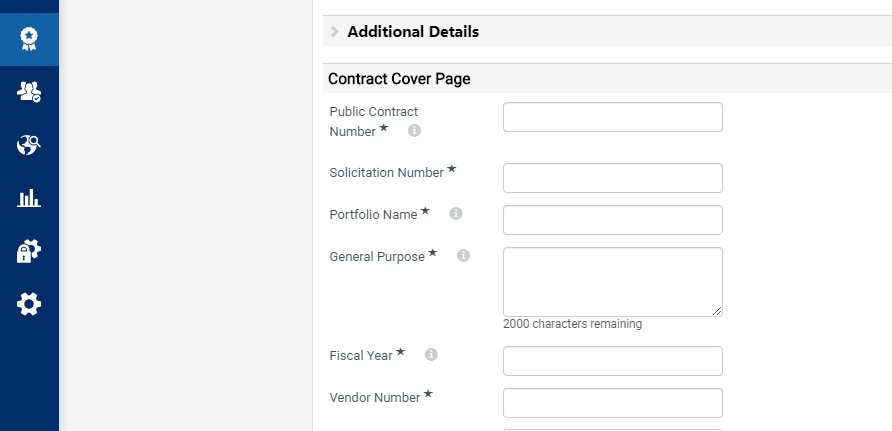 Additional Details
Contract Cover Page
Public Contract
Number ★
Solicitation Number ★
Portfolio Name ★
General Purpose ★
2000 characters remaining
Fiscal Year ★
Vendor Number ★